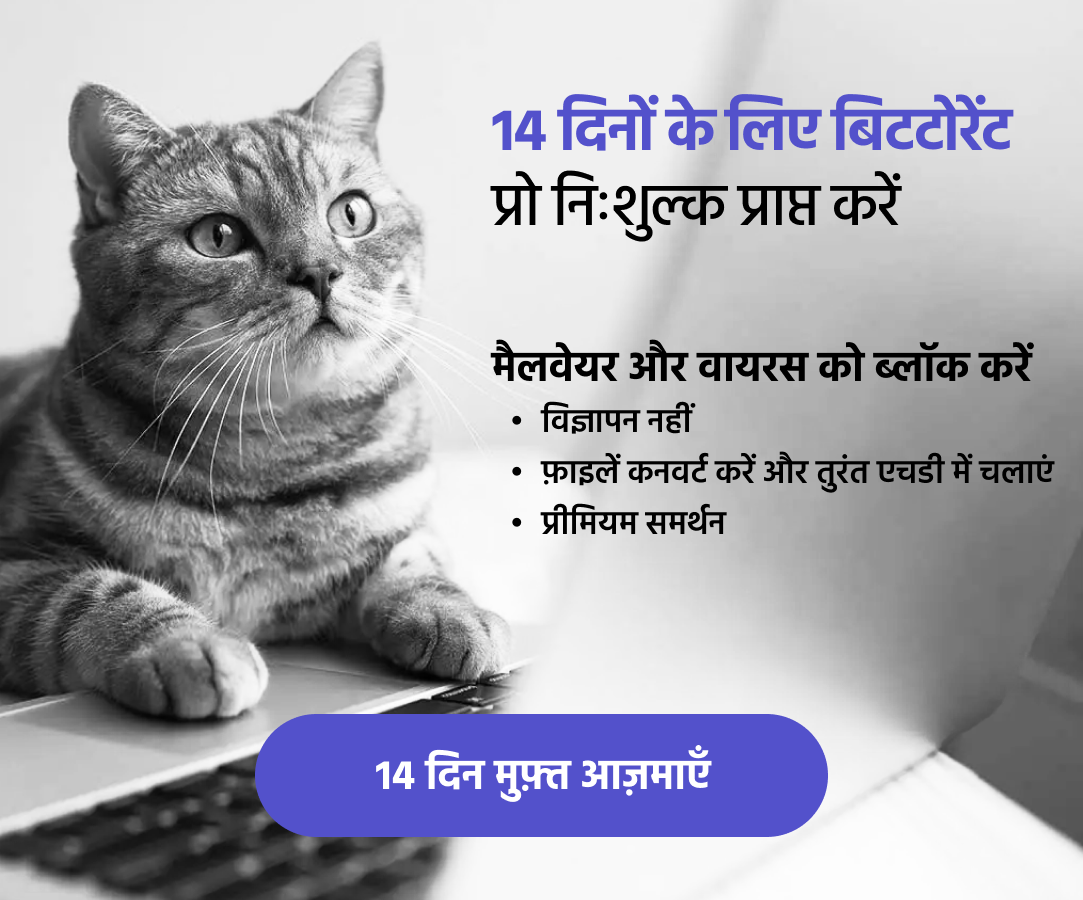 14 दिनों के लिए बिटटोरेंट
प्रो निःशुल्क प्राप्त करें
मैलवेयर और वायरस को ब्लॉक करें
• विज्ञापन नहीं
• फ़ाइलें कनवर्ट करें और तुरंत एचडी में चलाएं
• प्रीमियम समर्थन
14 दिन मुफ़्त आज़माएँ